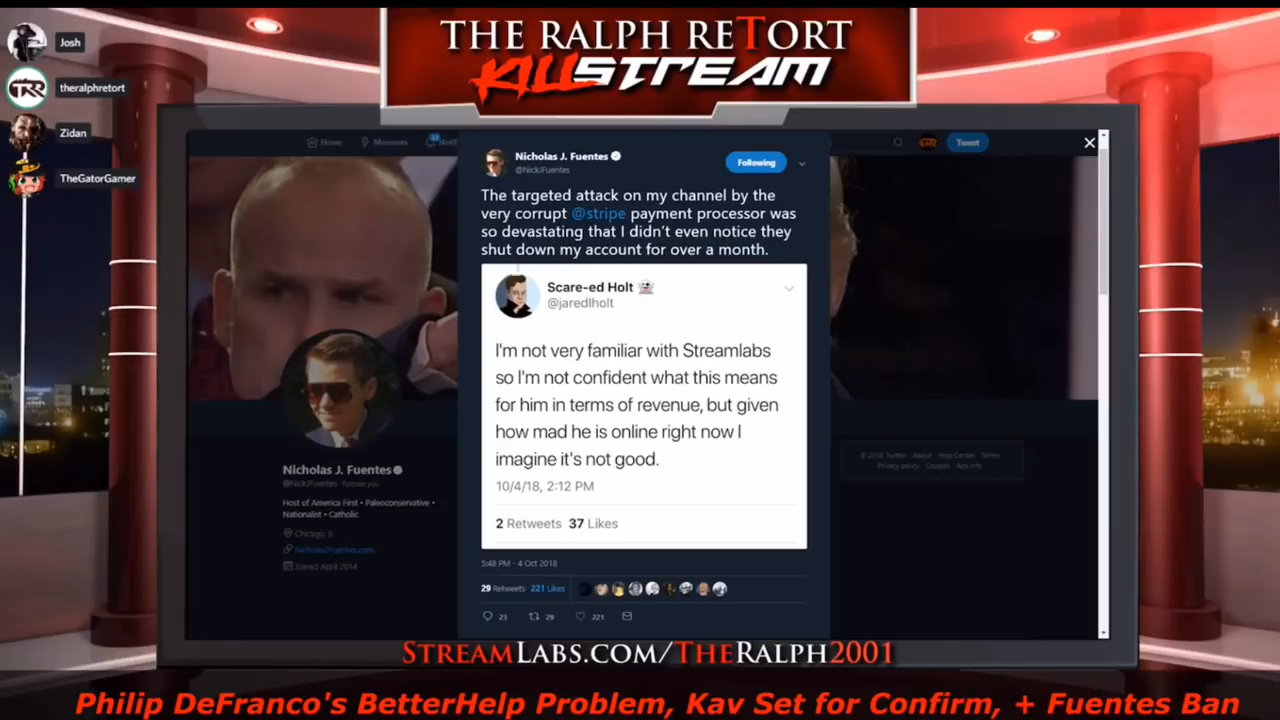 THE RALPH RETORT
KILLSTREAM
Josh
TRR
theralphretort
Zidan
TheGatorGamer
Home
Moments
Tweet
Nicholas J. Fuentes
@NickJFuentes
Following
The targeted attack on my channel by the
very corrupt @stripe payment processor was
so devastating that I didn't even notice they
shut down my account for over a month.
Scare-ed Holt
@jaredlholt
I'm not very familiar with Streamlabs
so I'm not confident what this means
for him in terms of revenue, but given
how mad he is online right now I
imagine it's not good.
10/4/18, 2:12 PM
2 Retweets 37 Likes
5:48 PM - 4 Oct 2018
29 Retweets 221 Likes
23 29 221
Nicholas J. Fuentes
@NickJFuentes Follows you
Host of America First • Paleoconservative •
Nationalist • Catholic
Chicago, IL
NicholasJFuentes.com
Joined April 2014
© 2018 Twitter About Help Center Terms
Privacy policy Cookies Ads info
STREAMLABS.COM/THERALPH2001
Philip DeFranco's BetterHelp Problem, Kav Set for Confirm, + Fuentes Ban